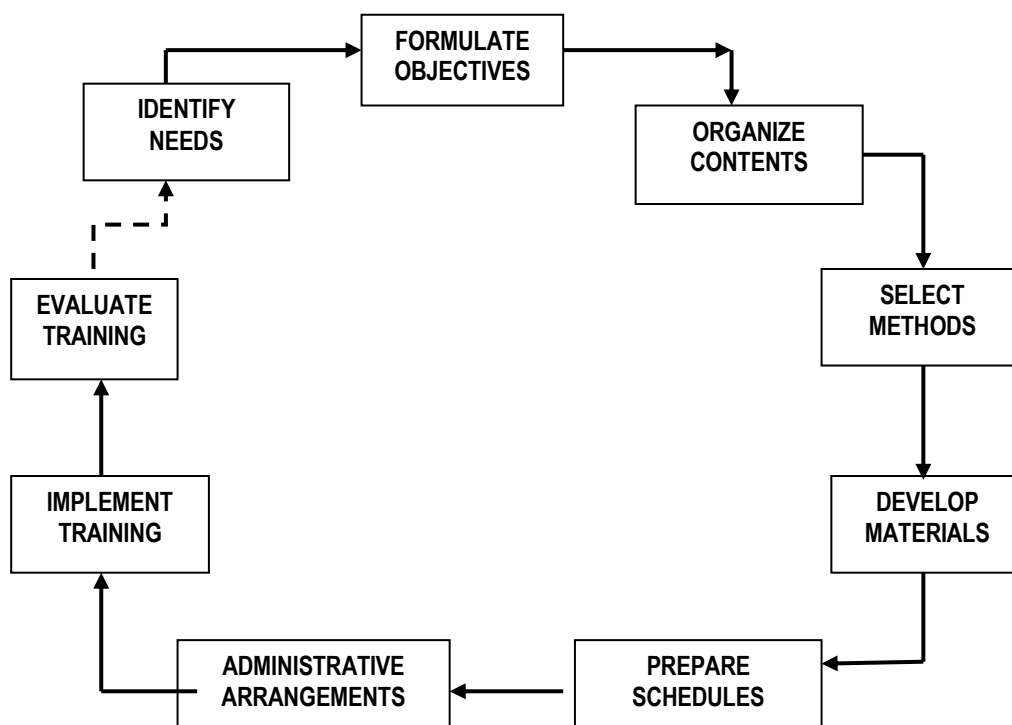 FORMULATE
OBJECTIVES
IDENTIFY
NEEDS
ORGANIZE
CONTENTS
SELECT
METHODS
DEVELOP
MATERIALS
PREPARE
SCHEDULES
ADMINISTRATIVE
ARRANGEMENTS
IMPLEMENT
TRAINING
EVALUATE
TRAINING